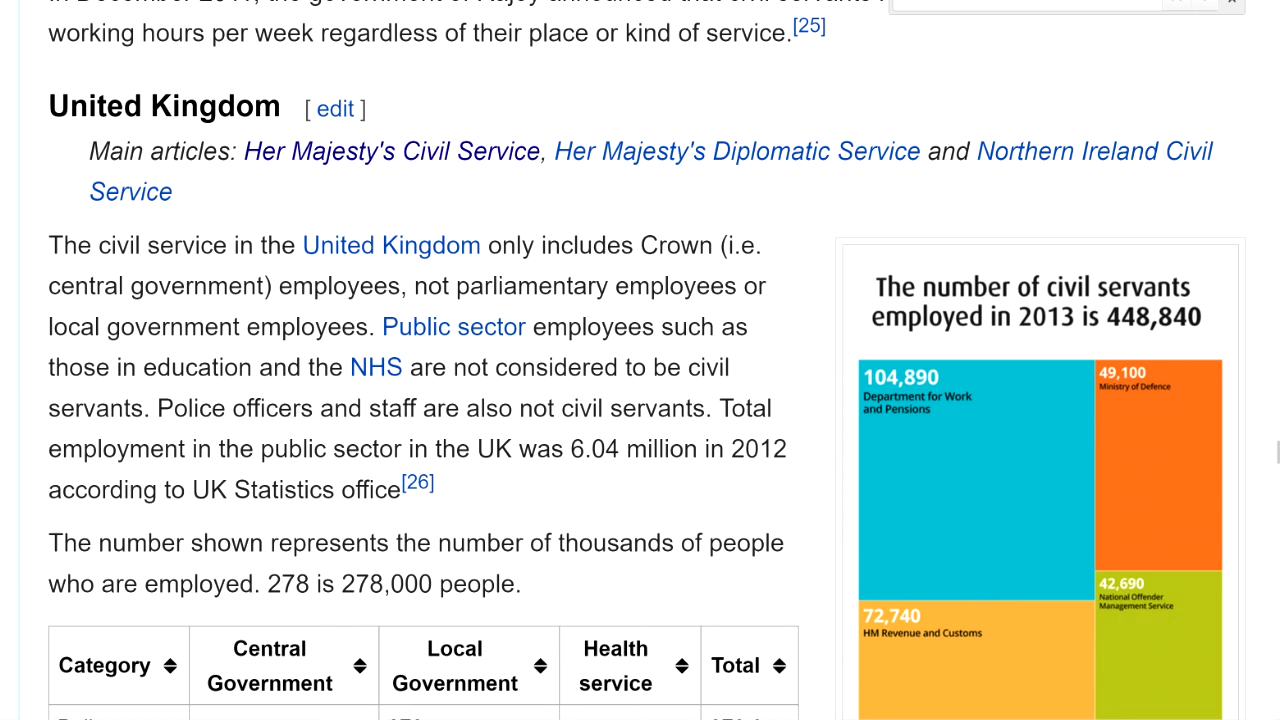 working hours per week regardless of their place or kind of service.[25]
United Kingdom [ edit ]
Main articles: Her Majesty's Civil Service, Her Majesty's Diplomatic Service and Northern Ireland Civil
Service
The civil service in the United Kingdom only includes Crown (i.e.
central government) employees, not parliamentary employees or
local government employees. Public sector employees such as
those in education and the NHS are not considered to be civil
servants. Police officers and staff are also not civil servants. Total
employment in the public sector in the UK was 6.04 million in 2012
according to UK Statistics office[26]
The number shown represents the number of thousands of people
who are employed. 278 is 278,000 people.
Category
Central
Government
Local
Government
Health
service
Total
The number of civil servants
employed in 2013 is 448,840
104,890
Department for Work
and Pensions
49,100
Ministry of Defence
42,690
National Offender
Management Service
72,740
HM Revenue and Customs